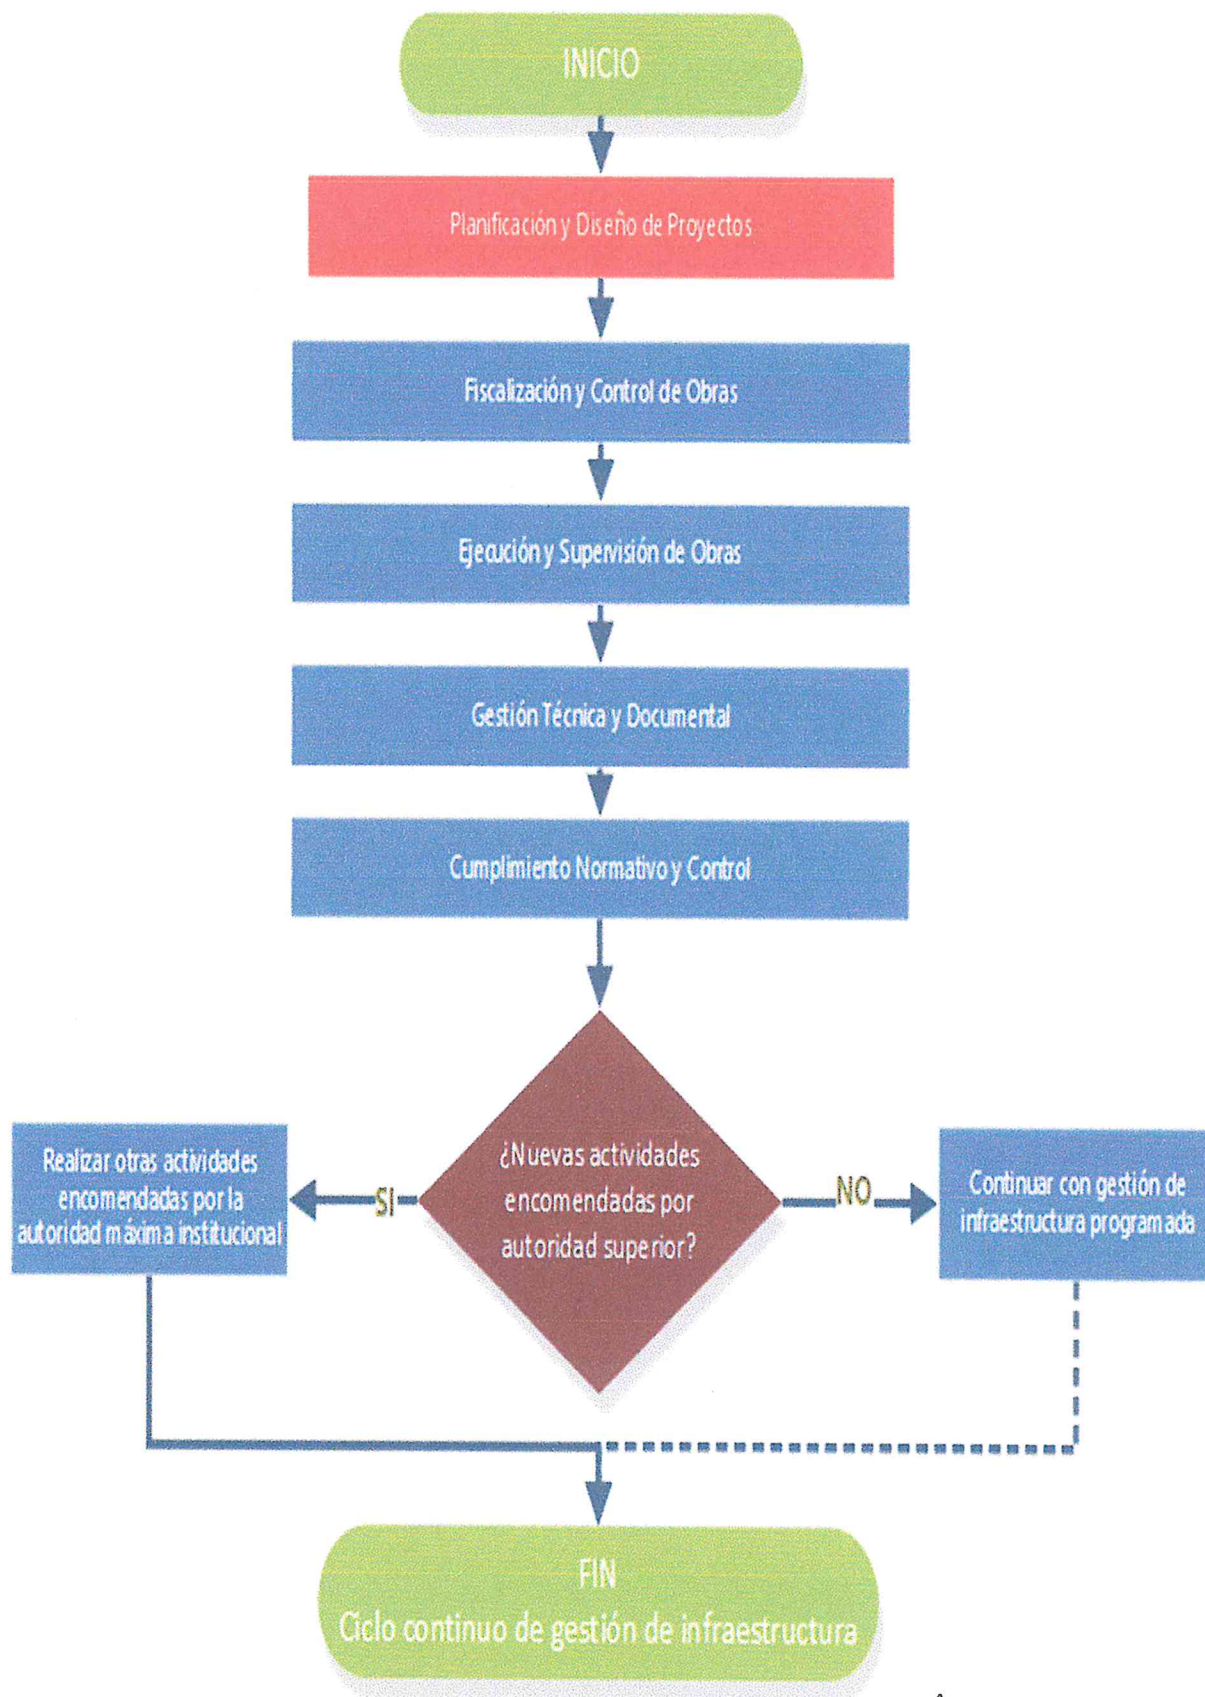 INICIO
Planificación y Diseño de Proyectos
Fiscalización y Control de Obras
Ejecución y Supervisión de Obras
Gestión Técnica y Documental
Cumplimiento Normativo y Control
¿Nuevas actividades
encomendadas por
autoridad superior?
SI
NO
Realizar otras actividades
encomendadas por la
autoridad máxima institucional
Continuar con gestión de
infraestructura programada
FIN
Ciclo continuo de gestión de infraestructura